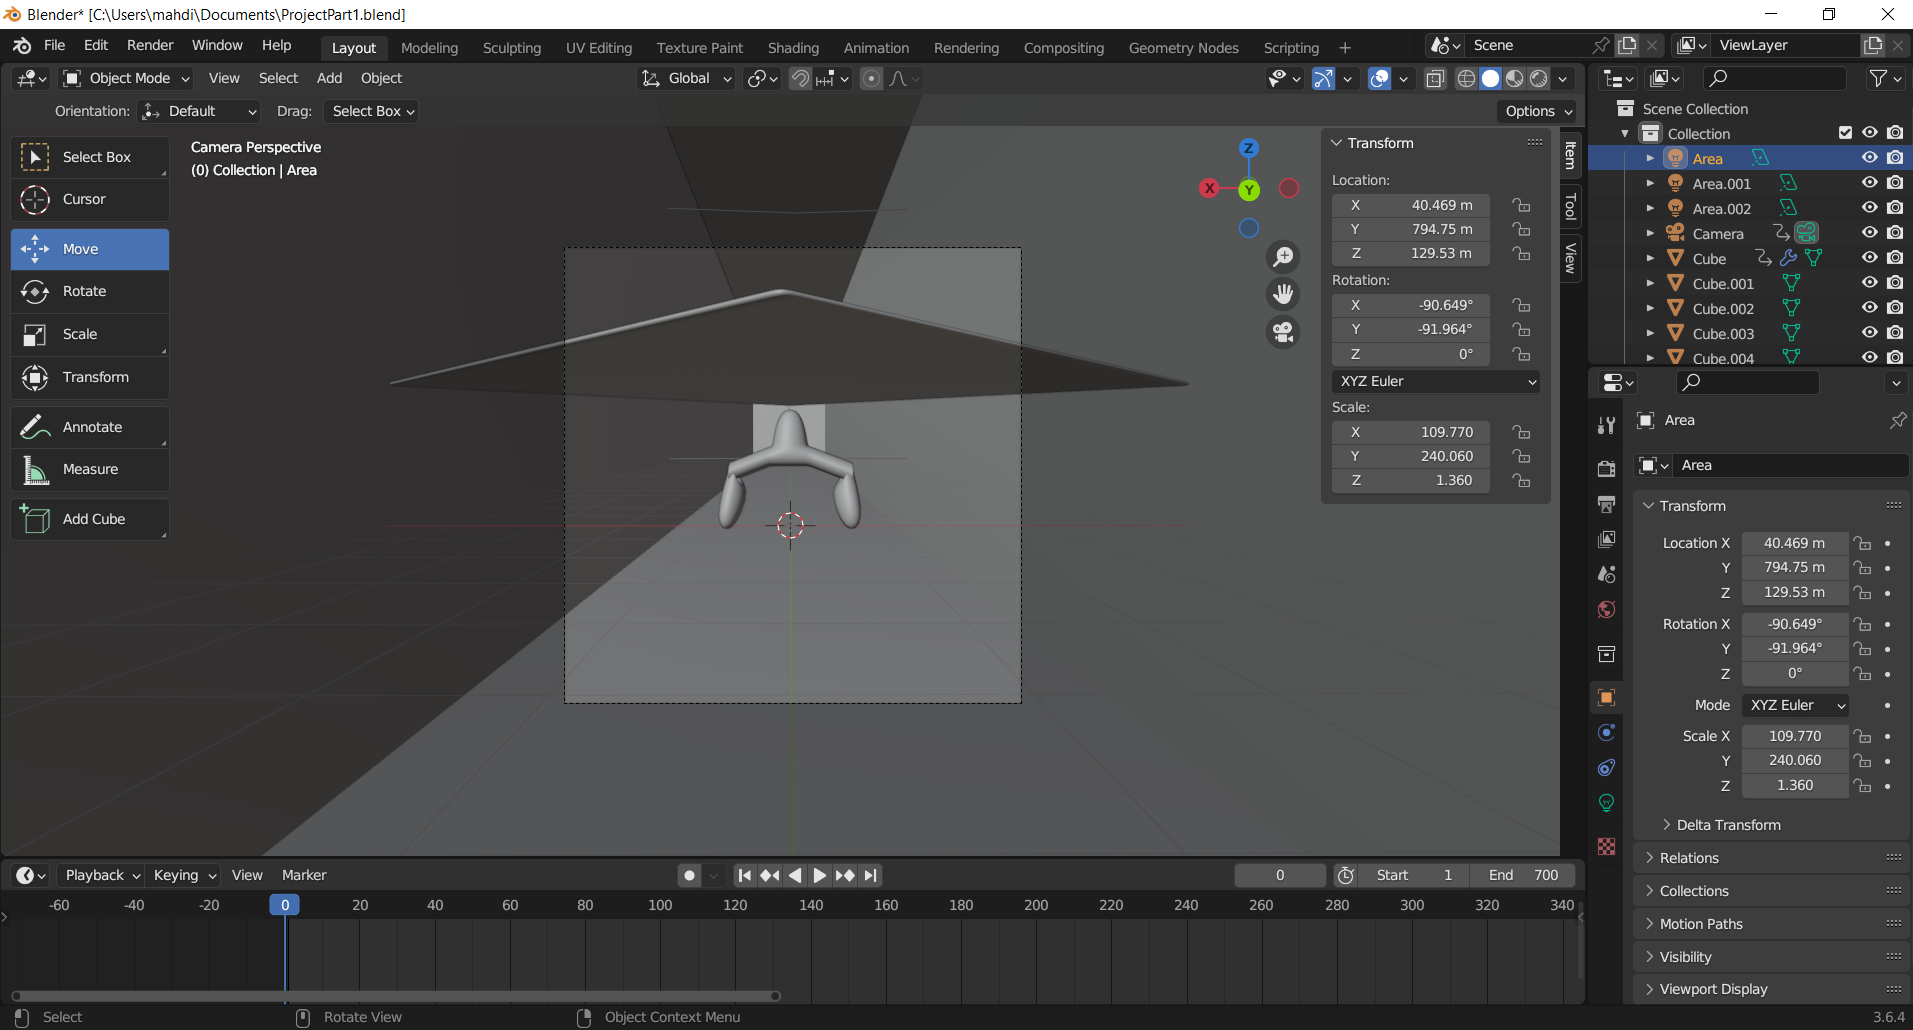 Blender* [C:\Users\mahdi\Documents\ProjectPart1.blend]
File Edit Render Window Help Layout Modeling Sculpting UV Editing Texture Paint Shading Animation Rendering Compositing Geometry Nodes Scripting + Scene ViewLayer
Object Mode View Select Add Object Global
Orientation: Default Drag: Select Box Options
Select Box
Cursor
Move
Rotate
Scale
Transform
Annotate
Measure
Add Cube
Camera Perspective
(0) Collection | Area
Z
X
Y
Transform
Location:
X 40.469 m
Y 794.75 m
Z 129.53 m
Rotation:
X -90.649°
Y -91.964°
Z 0°
XYZ Euler
Scale:
X 109.770
Y 240.060
Z 1.360
Item
Tool
View
Scene Collection
Collection
Area
Area.001
Area.002
Camera
Cube
Cube.001
Cube.002
Cube.003
Cube.004
Area
Area
Transform
Location X 40.469 m
Y 794.75 m
Z 129.53 m
Rotation X -90.649°
Y -91.964°
Z 0°
Mode XYZ Euler
Scale X 109.770
Y 240.060
Z 1.360
Delta Transform
Relations
Collections
Motion Paths
Visibility
Viewport Display
Playback Keying View Marker 0 Start 1 End 700
-60 -40 -20 0 20 40 60 80 100 120 140 160 180 200 220 240 260 280 300 320 340
Select Rotate View Object Context Menu 3.6.4